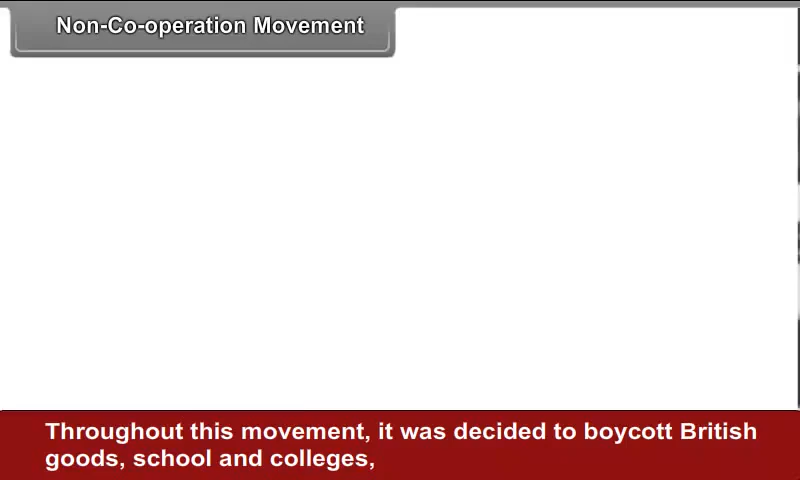 Non-Co-operation Movement
Throughout this movement, it was decided to boycott British
goods, school and colleges,